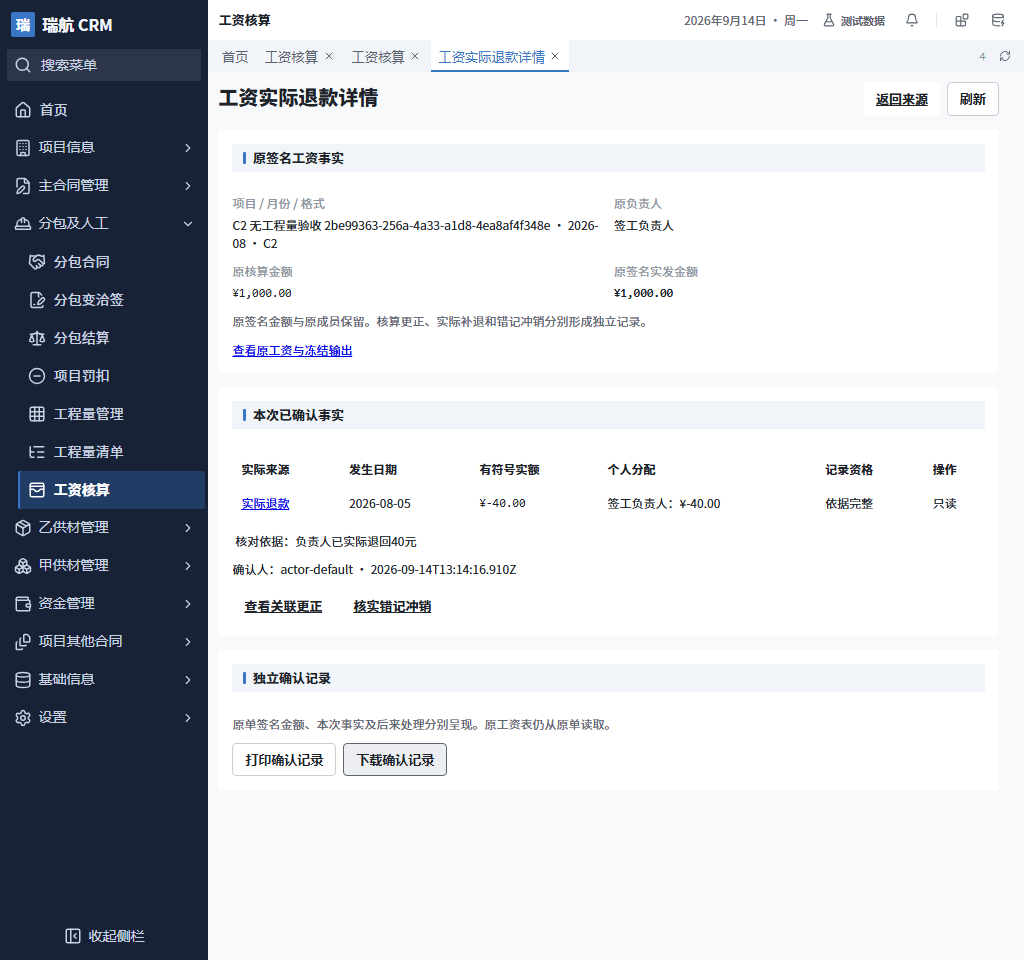 瑞 瑞航 CRM
搜索菜单
首页
项目信息
主合同管理
分包及人工
分包合同
分包变洽签
分包结算
项目罚扣
工程量管理
工程量清单
工资核算
乙供材管理
甲供材管理
资金管理
项目其他合同
基础信息
设置
收起侧栏
工资核算
2026年9月14日 · 周一
测试数据
首页 工资核算 × 工资核算 × 工资实际退款详情 ×
4
工资实际退款详情
返回来源 刷新
原签名工资事实
项目 / 月份 / 格式 原负责人
C2 无工程量验收 2be99363-256a-4a33-a1d8-4ea8af4f348e · 2026- 签工负责人
08 · C2
原核算金额 原签名实发金额
¥1,000.00 ¥1,000.00
原签名金额与原成员保留。核算更正、实际补退和错记冲销分别形成独立记录。
查看原工资与冻结输出
本次已确认事实
实际来源 发生日期 有符号实额 个人分配 记录资格 操作
实际退款 2026-08-05 ¥-40.00 签工负责人：¥-40.00 依据完整 只读
核对依据：负责人已实际退回40元
确认人：actor-default · 2026-09-14T13:14:16.910Z
查看关联更正 核实错记冲销
独立确认记录
原单签名金额、本次事实及后来处理分别呈现。原工资表仍从原单读取。
打印确认记录 下载确认记录